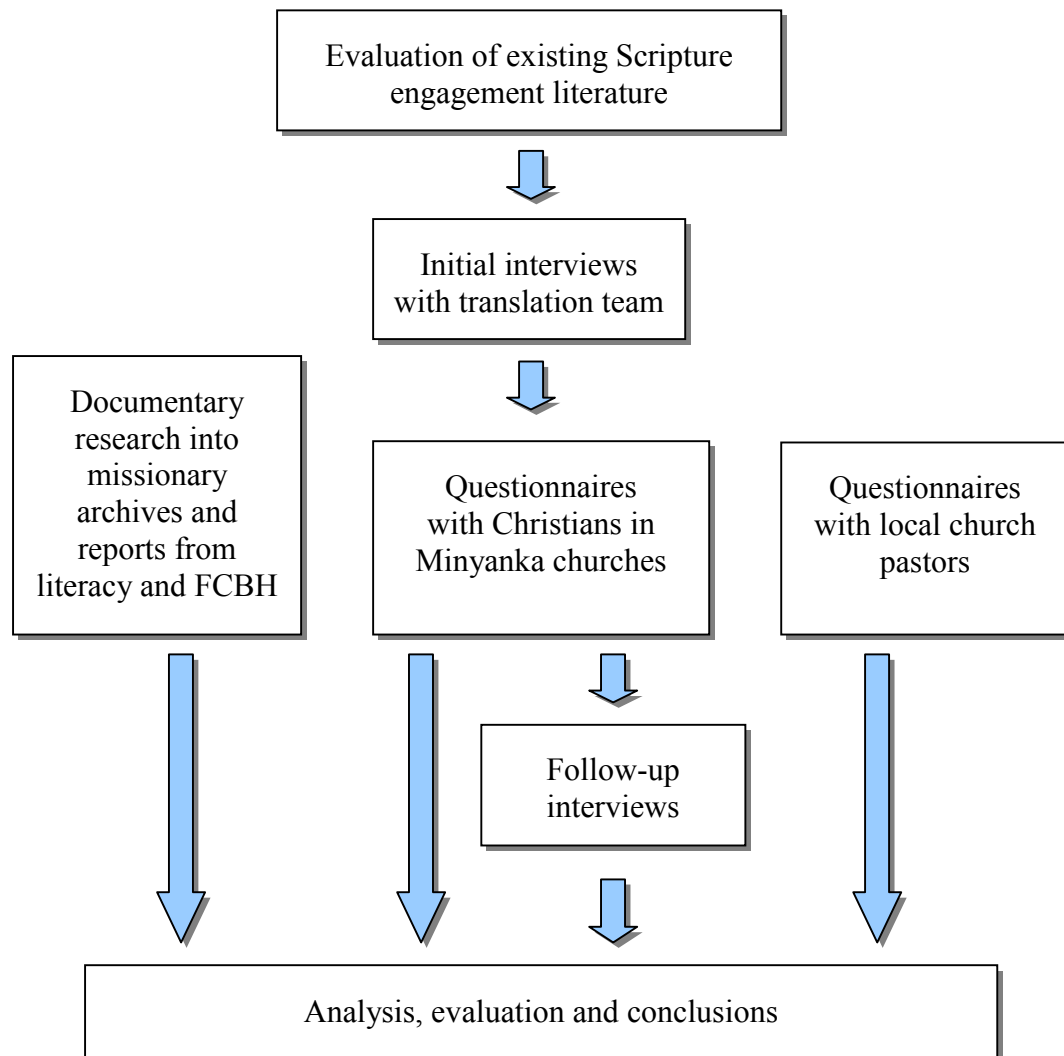 Evaluation of existing Scripture
engagement literature
Initial interviews
with translation team
Documentary
research into
missionary
archives and
reports from
literacy and FCBH
Questionnaires
with Christians in
Minyanka churches
Questionnaires
with local church
pastors
Follow-up
interviews
Analysis, evaluation and conclusions